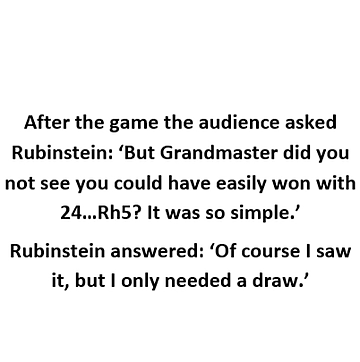 After the game the audience asked
Rubinstein: ‘But Grandmaster did you
not see you could have easily won with
24…Rh5? It was so simple.’
Rubinstein answered: ‘Of course I saw
it, but I only needed a draw.’